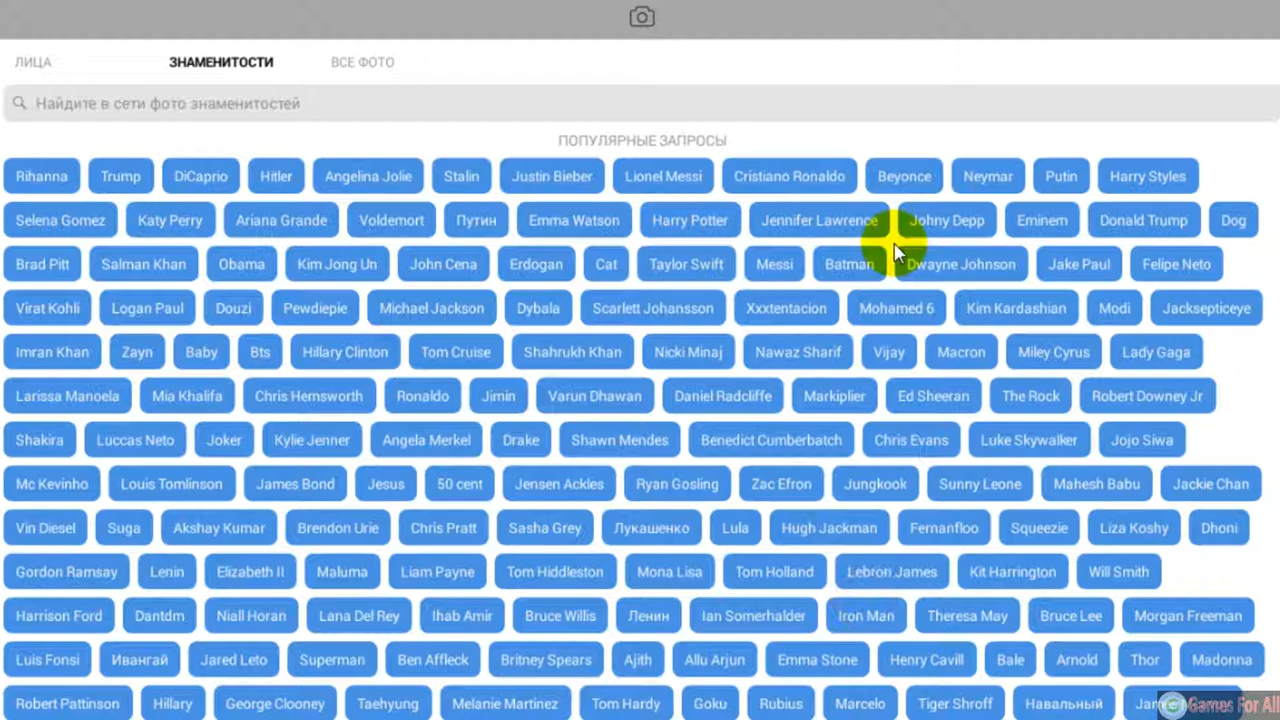 ЛИЦА ЗНАМЕНИТОСТИ ВСЕ ФОТО
Найдите в сети фото знаменитостей
ПОПУЛЯРНЫЕ ЗАПРОСЫ
Rihanna Trump DiCaprio Hitler Angelina Jolie Stalin Justin Bieber Lionel Messi Cristiano Ronaldo Beyonce Neymar Putin Harry Styles
Selena Gomez Katy Perry Ariana Grande Voldemort Путин Emma Watson Harry Potter Jennifer Lawrence Johny Depp Eminem Donald Trump Dog
Brad Pitt Salman Khan Obama Kim Jong Un John Cena Erdogan Cat Taylor Swift Messi Batman Dwayne Johnson Jake Paul Felipe Neto
Virat Kohli Logan Paul Douzi Pewdiepie Michael Jackson Dybala Scarlett Johansson Xxxtentacion Mohamed 6 Kim Kardashian Modi Jacksepticeye
Imran Khan Zayn Baby Bts Hillary Clinton Tom Cruise Shahrukh Khan Nicki Minaj Nawaz Sharif Vijay Macron Miley Cyrus Lady Gaga
Larissa Manoela Mia Khalifa Chris Hemsworth Ronaldo Jimin Varun Dhawan Daniel Radcliffe Markiplier Ed Sheeran The Rock Robert Downey Jr
Shakira Luccas Neto Joker Kylie Jenner Angela Merkel Drake Shawn Mendes Benedict Cumberbatch Chris Evans Luke Skywalker Jojo Siwa
Mc Kevinho Louis Tomlinson James Bond Jesus 50 cent Jensen Ackles Ryan Gosling Zac Efron Jungkook Sunny Leone Mahesh Babu Jackie Chan
Vin Diesel Suga Akshay Kumar Brendon Urie Chris Pratt Sasha Grey Лукашенко Lula Hugh Jackman Fernanfloo Squeezie Liza Koshy Dhoni
Gordon Ramsay Lenin Elizabeth II Maluma Liam Payne Tom Hiddleston Mona Lisa Tom Holland Lebron James Kit Harrington Will Smith
Harrison Ford Dantdm Niall Horan Lana Del Rey Ihab Amir Bruce Willis Ленин Ian Somerhalder Iron Man Theresa May Bruce Lee Morgan Freeman
Luis Fonsi Ивангай Jared Leto Superman Ben Affleck Britney Spears Ajith Allu Arjun Emma Stone Henry Cavill Bale Arnold Thor Madonna
Robert Pattinson Hillary George Clooney Taehyung Melanie Martinez Tom Hardy Goku Rubius Marcelo Tiger Shroff Навальный
Games For All